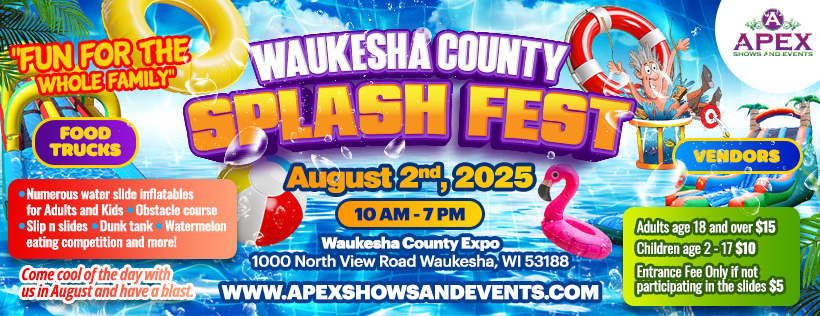 "FUN FOR THE
WHOLE FAMILY"
FOOD
TRUCKS
• Numerous water slide inflatables
for Adults and Kids • Obstacle course
• Slip n slides • Dunk tank • Watermelon
eating competition and more!
Come cool of the day with
us in August and have a blast.
WAUKESHA COUNTY
SPLASH FEST
August 2nd, 2025
10 AM - 7 PM
Waukesha County Expo
1000 North View Road Waukesha, WI 53188
WWW.APEXSHOWSANDEVENTS.COM
A
APEX
SHOWS AND EVENTS
VENDORS
Adults age 18 and over $15
Children age 2 - 17 $10
Entrance Fee Only if not
participating in the slides $5